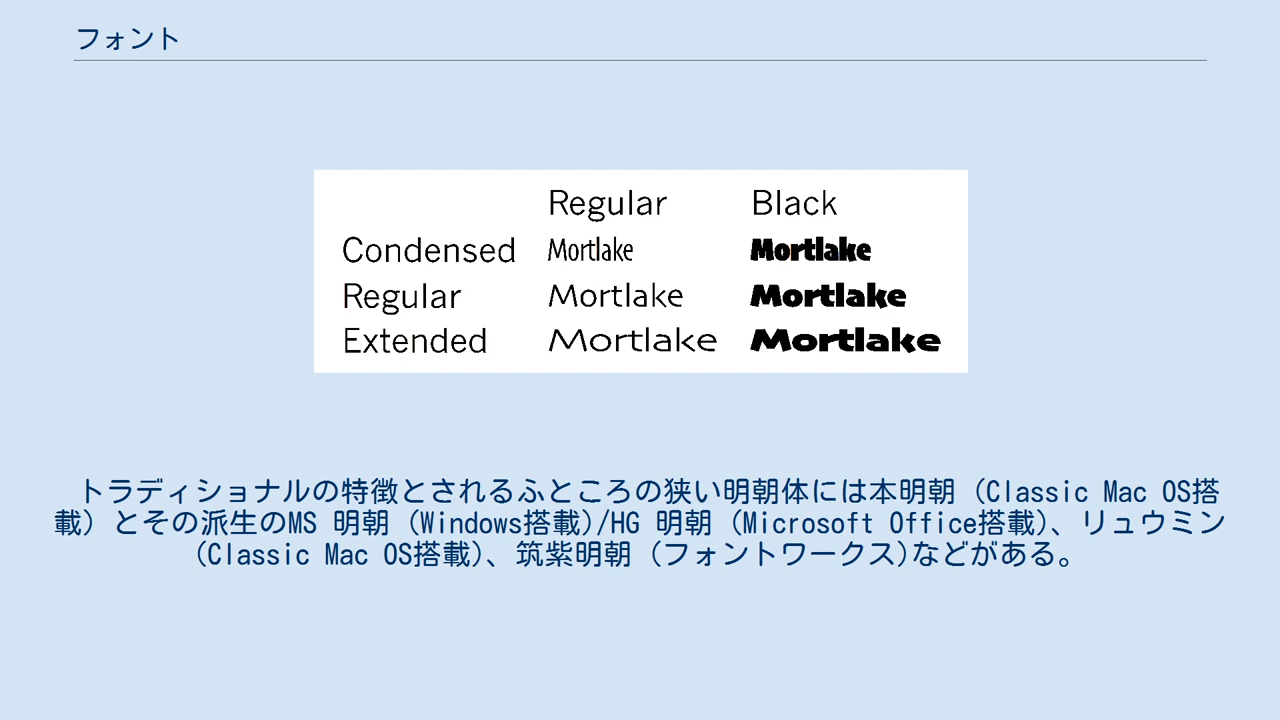 フォント
Regular Black
Condensed Mortlake Mortlake
Regular Mortlake Mortlake
Extended Mortlake Mortlake
トラディショナルの特徴とされるふところの狭い明朝体には本明朝 (Classic Mac OS搭
載) とその派生のMS 明朝 (Windows搭載)/HG 明朝 (Microsoft Office搭載)、リュウミン
(Classic Mac OS搭載)、筑紫明朝 (フォントワークス)などがある。